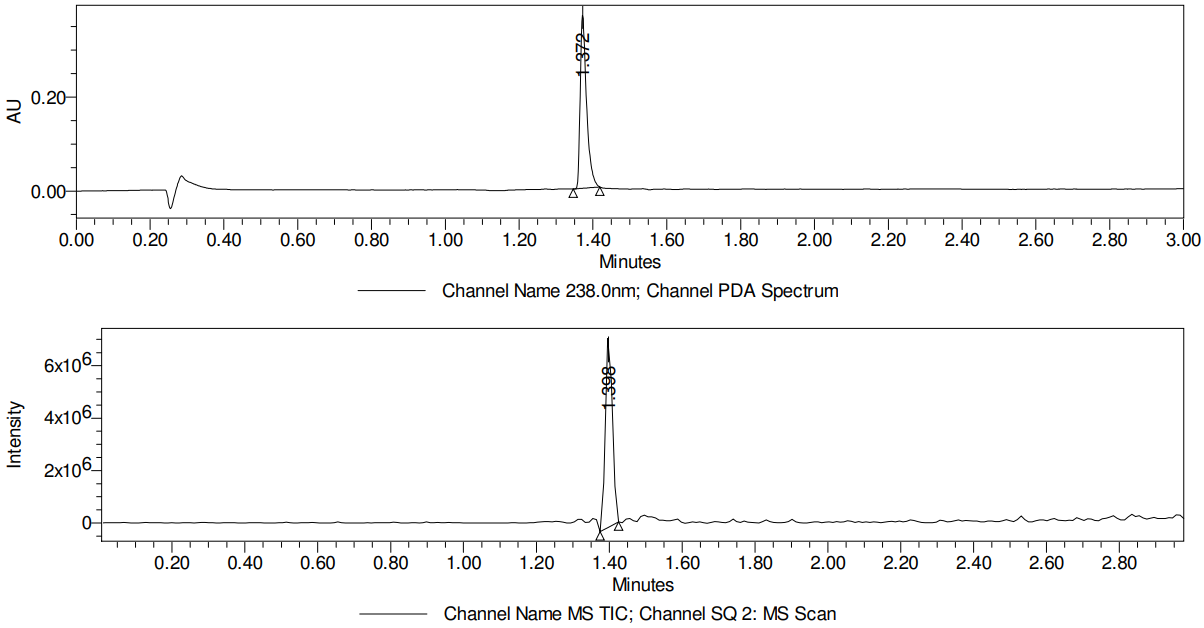 1.372
AU
0.20
0.00
0.00 0.20 0.40 0.60 0.80 1.00 1.20 1.40 1.60 1.80 2.00 2.20 2.40 2.60 2.80 3.00
Minutes
Channel Name 238.0nm; Channel PDA Spectrum
1.398
Intensity
6x10^6
4x10^6
2x10^6
0
0.20 0.40 0.60 0.80 1.00 1.20 1.40 1.60 1.80 2.00 2.20 2.40 2.60 2.80
Minutes
Channel Name MS TIC; Channel SQ 2: MS Scan